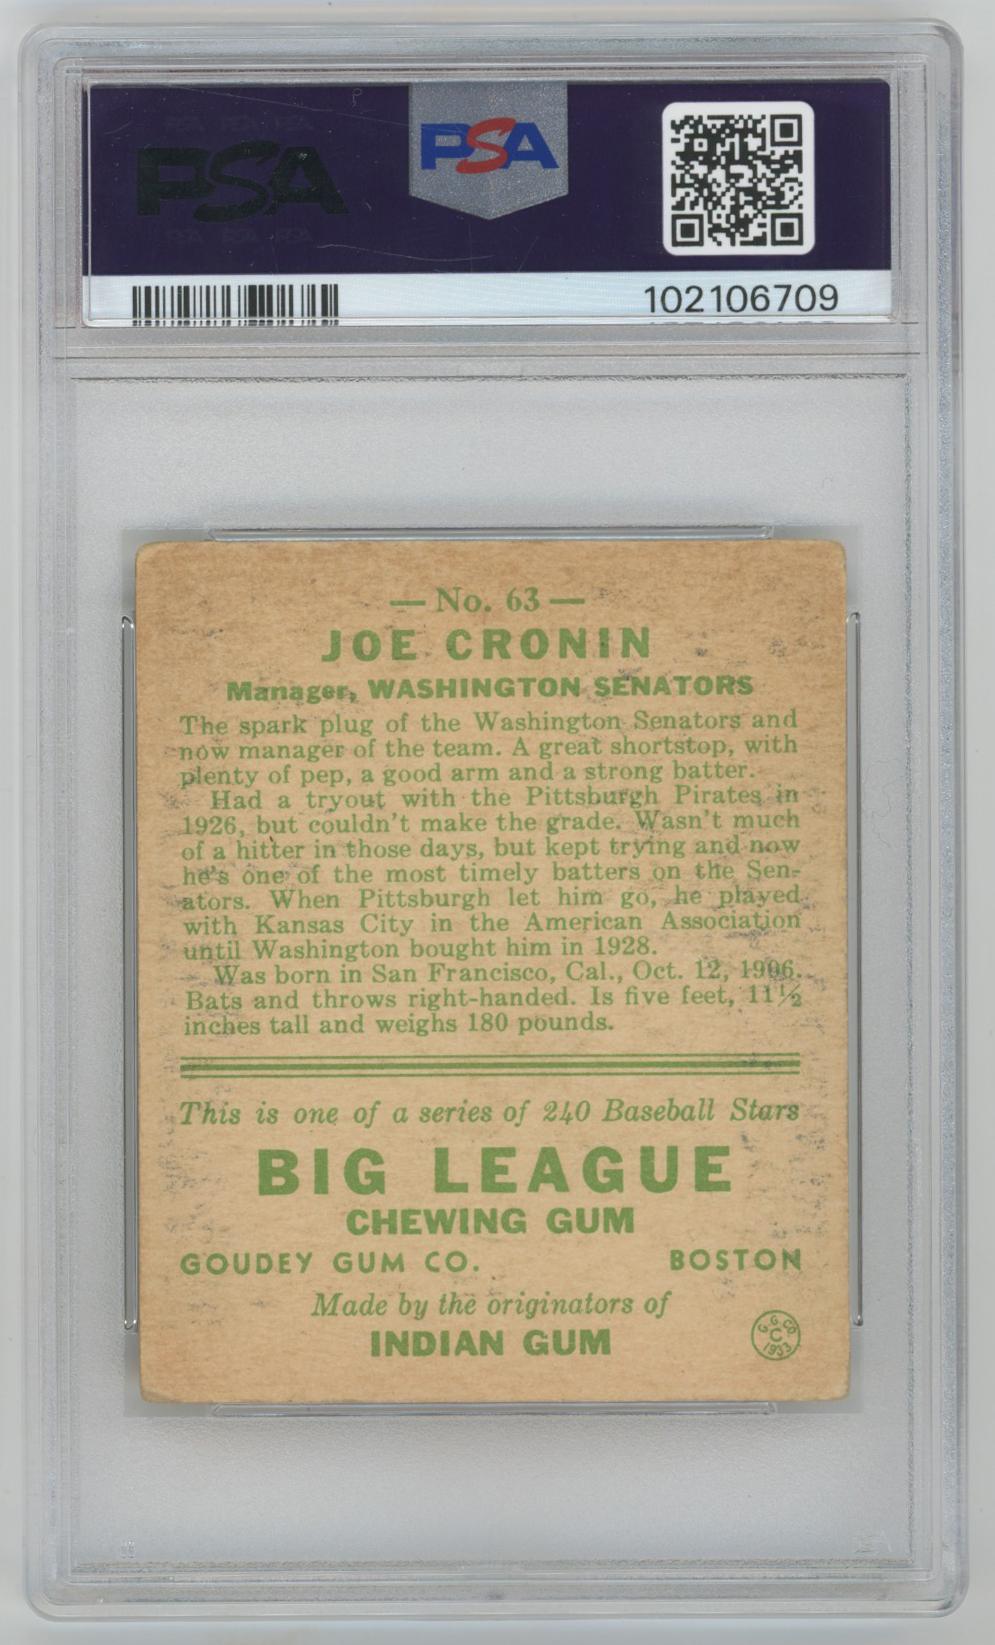 PSA
PSA
102106709
— No. 63 —
JOE CRONIN
Manager, WASHINGTON SENATORS
The spark plug of the Washington Senators and
now manager of the team. A great shortstop, with
plenty of pep, a good arm and a strong batter.
Had a tryout with the Pittsburgh Pirates in
1926, but couldn't make the grade. Wasn't much
of a hitter in those days, but kept trying and now
he's one of the most timely batters on the Sen-
ators. When Pittsburgh let him go, he played
with Kansas City in the American Association
until Washington bought him in 1928.
Was born in San Francisco, Cal., Oct. 12, 1906.
Bats and throws right-handed. Is five feet, 11½
inches tall and weighs 180 pounds.
This is one of a series of 240 Baseball Stars
BIG LEAGUE
CHEWING GUM
GOUDEY GUM CO. BOSTON
Made by the originators of
INDIAN GUM
G. G. CO.
C
1933